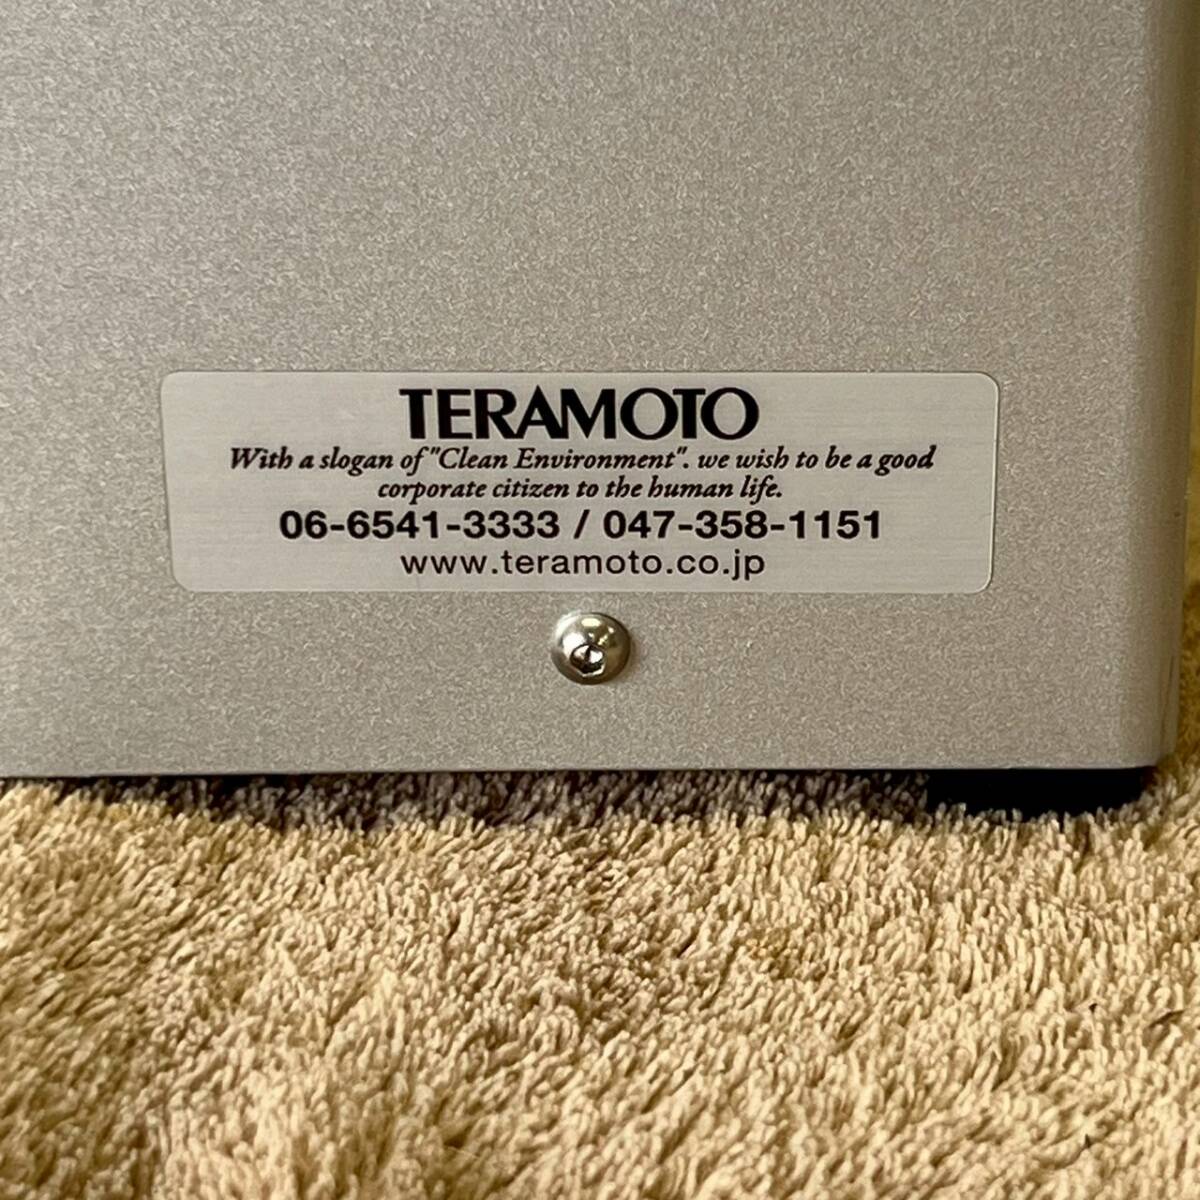 TERAMOTO
With a slogan of "Clean Environment". we wish to be a good
corporate citizen to the human life.
06-6541-3333 / 047-358-1151
www.teramoto.co.jp